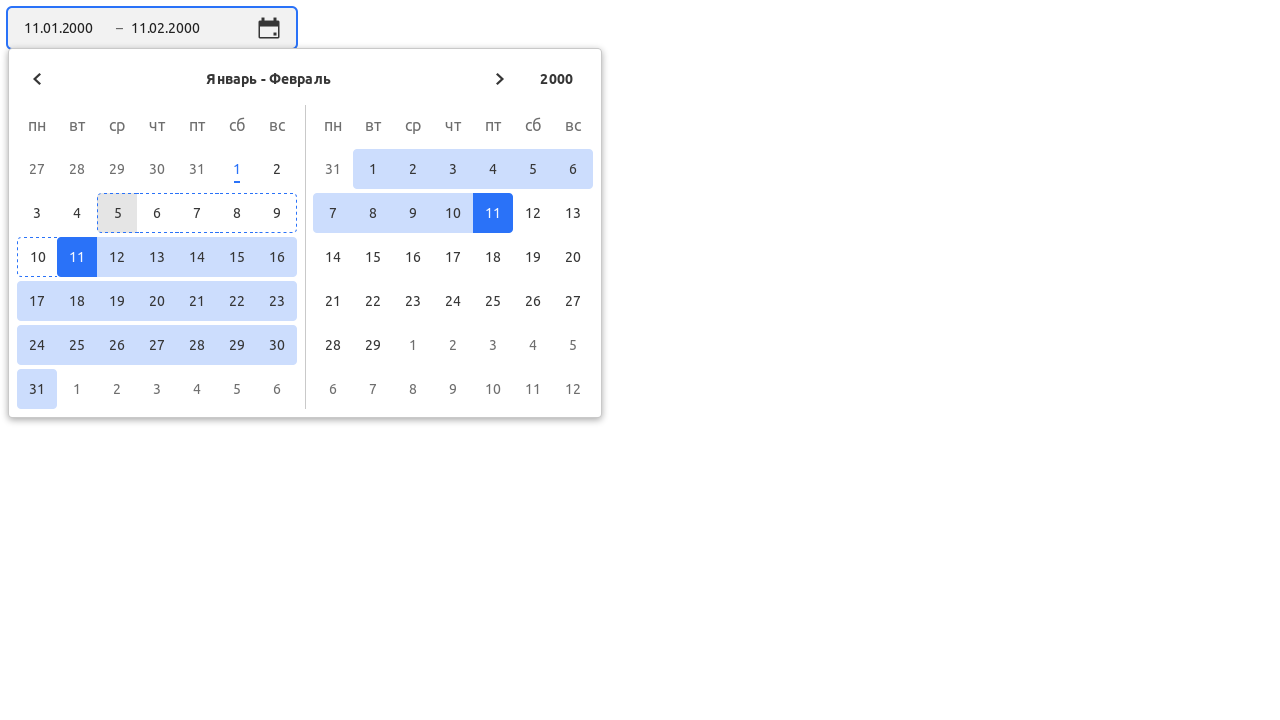 11.01.2000 – 11.02.2000
Январь - Февраль 2000
пн вт ср чт пт сб вс
27 28 29 30 31 1 2
3 4 5 6 7 8 9
10 11 12 13 14 15 16
17 18 19 20 21 22 23
24 25 26 27 28 29 30
31 1 2 3 4 5 6
пн вт ср чт пт сб вс
31 1 2 3 4 5 6
7 8 9 10 11 12 13
14 15 16 17 18 19 20
21 22 23 24 25 26 27
28 29 1 2 3 4 5
6 7 8 9 10 11 12